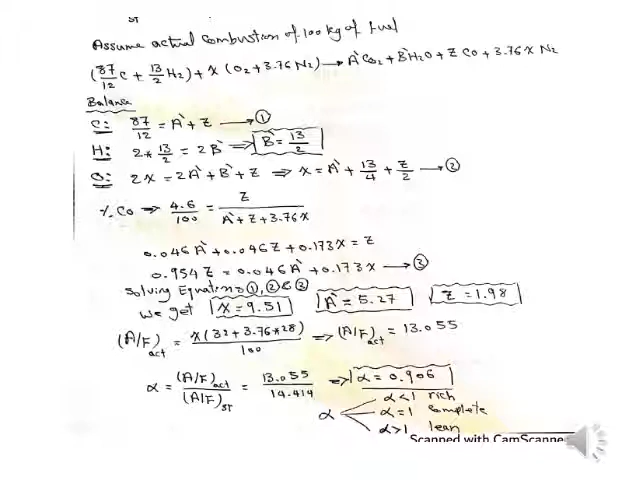 ST
Assume actual combustion of 100 kg of fuel
(87/12 C + 13/2 H2) + x (O2 + 3.76 N2) → A` CO2 + B` H2O + Z CO + 3.76 x N2
Balance
C: 87/12 = A` + Z → ①
H: 2 * 13/2 = 2 B` ⇒ B` = 13/2
O: 2x = 2A` + B` + Z ⇒ x = A` + 13/4 + Z/2 → ②
% CO ⇒ 4.6/100 = Z / (A` + Z + 3.76x)
0.046 A` + 0.046 Z + 0.173 x = Z
0.954 Z = 0.046 A` + 0.173 x → ③
Solving Equations ①, ② & ③
We get x = 9.51 A` = 5.27 Z = 1.98
(A/F)act = x (32 + 3.76 * 28) / 100 ⇒ (A/F)act = 13.055
α = (A/F)act / (A/F)ST = 13.055 / 14.414 ⇒ α = 0.906
α < 1 rich
α α = 1 complete
α > 1 lean
Scanned with CamScanne